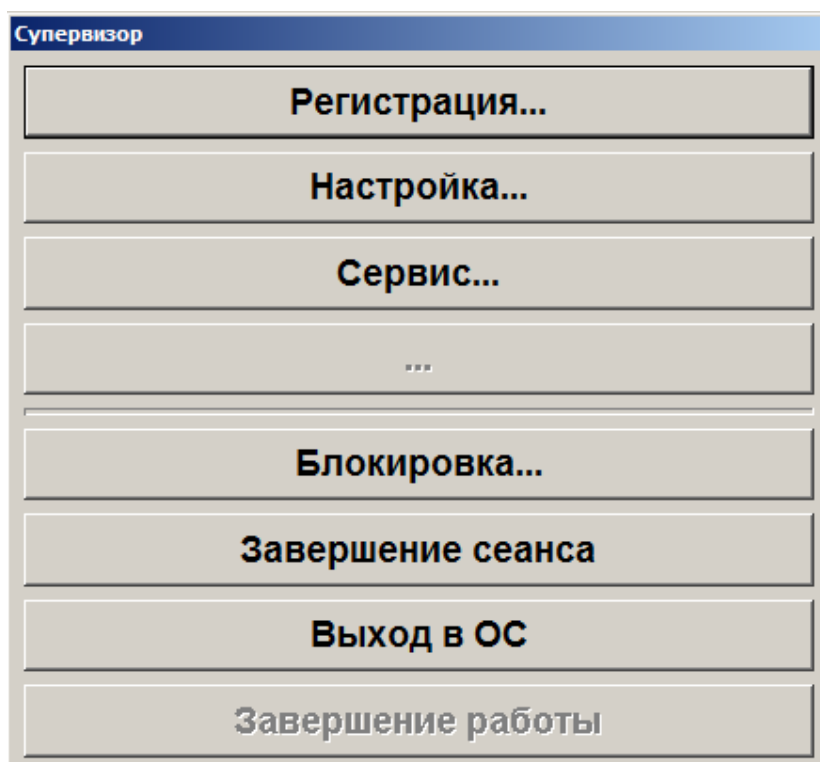 Супервизор
Регистрация...
Настройка...
Сервис...
...
Блокировка...
Завершение сеанса
Выход в ОС
Завершение работы